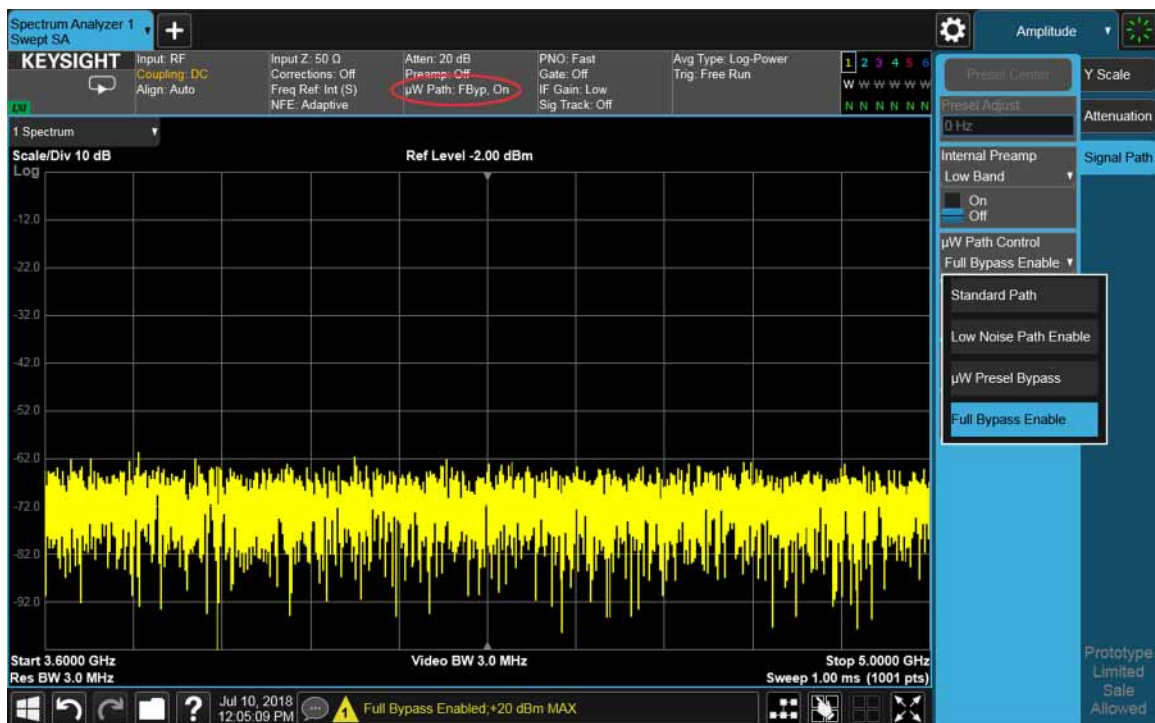 Spectrum Analyzer 1
Swept SA
Amplitude
KEYSIGHT
LXI
Input: RF
Coupling: DC
Align: Auto
Input Z: 50 Ω
Corrections: Off
Freq Ref: Int (S)
NFE: Adaptive
Atten: 20 dB
Preamp: Off
µW Path: FByp, On
PNO: Fast
Gate: Off
IF Gain: Low
Sig Track: Off
Avg Type: Log-Power
Trig: Free Run
1 2 3 4 5 6
W W W W W W
N N N N N N
1 Spectrum
Scale/Div 10 dB
Ref Level -2.00 dBm
Log
-12.0
-22.0
-32.0
-42.0
-52.0
-62.0
-72.0
-82.0
-92.0
Start 3.6000 GHz
Video BW 3.0 MHz
Stop 5.0000 GHz
Res BW 3.0 MHz
Sweep 1.00 ms (1001 pts)
Presel Center
Presel Adjust
0 Hz
Internal Preamp
Low Band
On
Off
µW Path Control
Full Bypass Enable
Standard Path
Low Noise Path Enable
µW Presel Bypass
Full Bypass Enable
Y Scale
Attenuation
Signal Path
Prototype
Limited
Sale
Allowed
?
Jul 10, 2018
12:05:09 PM
1
Full Bypass Enabled;+20 dBm MAX